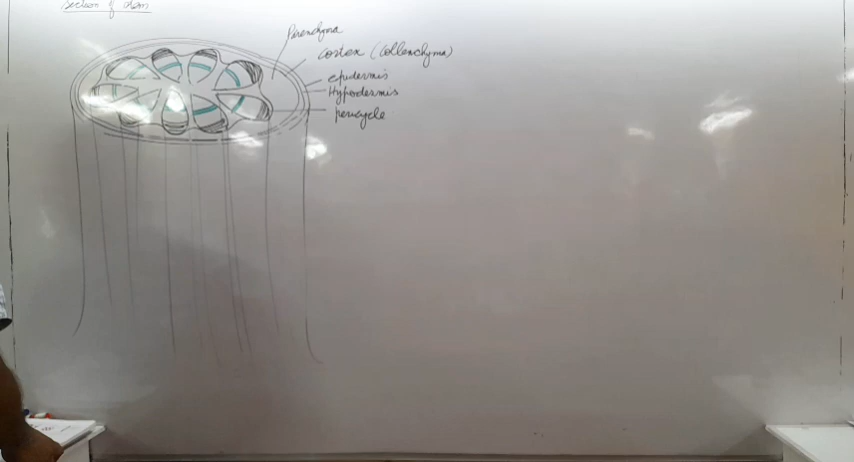 section of stem
Parenchyma
cortex (Collenchyma)
epidermis
Hypodermis
pericycle